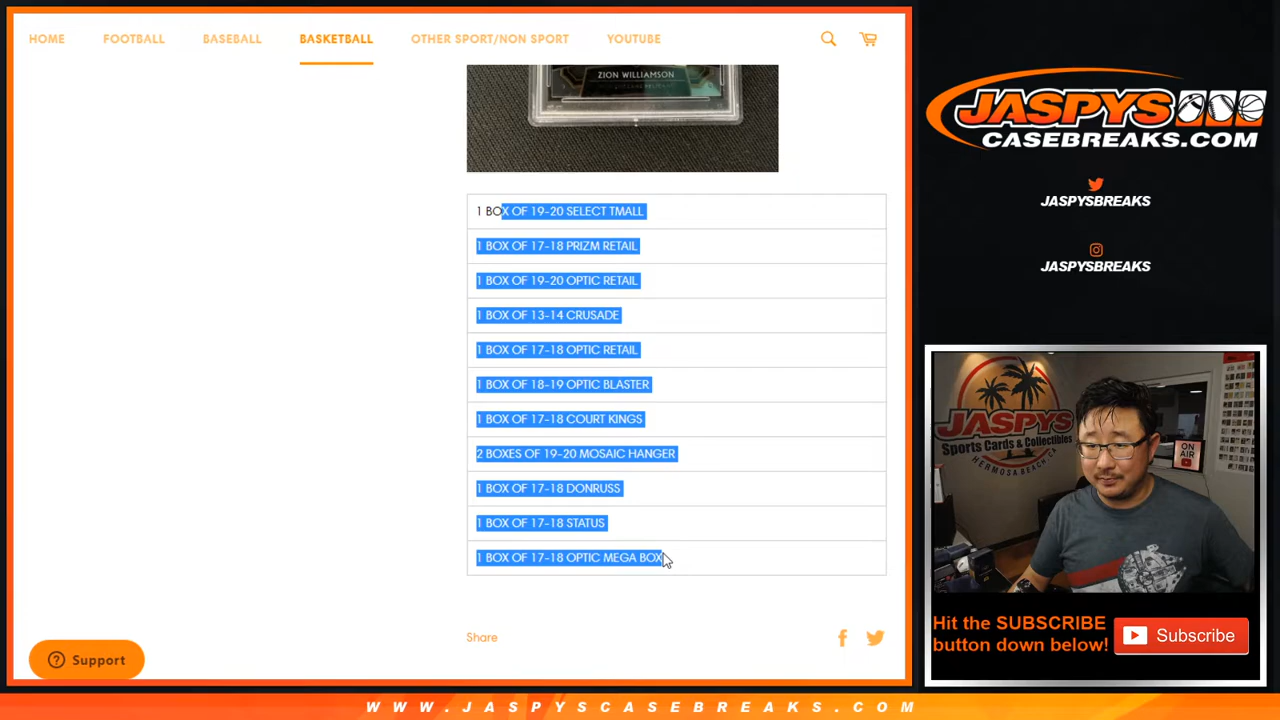 HOME FOOTBALL BASEBALL BASKETBALL OTHER SPORT/NON SPORT YOUTUBE
ZION WILLIAMSON
1 BOX OF 19-20 SELECT TMALL
1 BOX OF 17-18 PRIZM RETAIL
1 BOX OF 19-20 OPTIC RETAIL
1 BOX OF 13-14 CRUSADE
1 BOX OF 17-18 OPTIC RETAIL
1 BOX OF 18-19 OPTIC BLASTER
1 BOX OF 17-18 COURT KINGS
2 BOXES OF 19-20 MOSAIC HANGER
1 BOX OF 17-18 DONRUSS
1 BOX OF 17-18 STATUS
1 BOX OF 17-18 OPTIC MEGA BOX
Share
Support
JASPYS
CASEBREAKS.COM
JASPYSBREAKS
JASPYSBREAKS
JASPYS
Sports Cards & Collectibles
HERMOSA BEACH, CA
ON
AIR
Hit the SUBSCRIBE
button down below!
Subscribe
WWW.JASPYSCASEBREAKS.COM